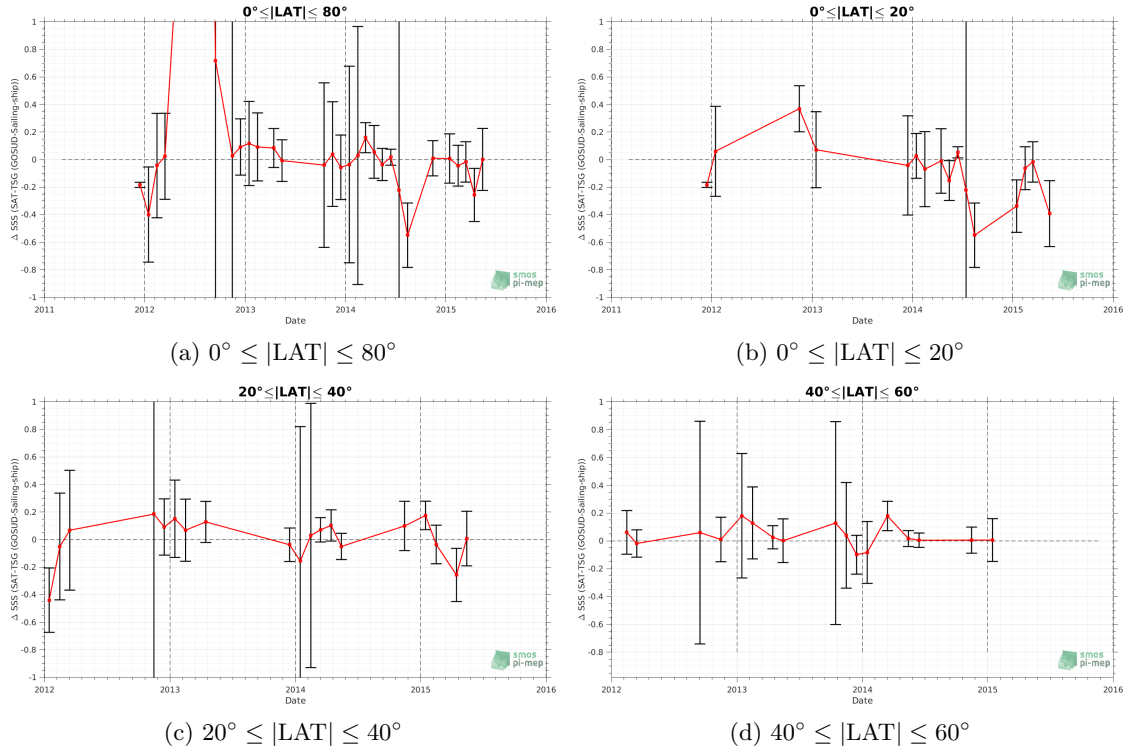 0°≤|LAT|≤ 80°
1
0.8
0.6
0.4
0.2
0
-0.2
-0.4
-0.6
-0.8
-1
Δ SSS (SAT-TSG (GOSUD-Sailing-ship))
2011 2012 2013 2014 2015 2016
Date
smos
pi-mep
(a) 0° ≤ |LAT| ≤ 80°
0°≤|LAT|≤ 20°
1
0.8
0.6
0.4
0.2
0
-0.2
-0.4
-0.6
-0.8
-1
Δ SSS (SAT-TSG (GOSUD-Sailing-ship))
2011 2012 2013 2014 2015 2016
Date
smos
pi-mep
(b) 0° ≤ |LAT| ≤ 20°
20°≤|LAT|≤ 40°
1
0.8
0.6
0.4
0.2
0
-0.2
-0.4
-0.6
-0.8
-1
Δ SSS (SAT-TSG (GOSUD-Sailing-ship))
2012 2013 2014 2015 2016
Date
smos
pi-mep
(c) 20° ≤ |LAT| ≤ 40°
40°≤|LAT|≤ 60°
1
0.8
0.6
0.4
0.2
0
-0.2
-0.4
-0.6
-0.8
Δ SSS (SAT-TSG (GOSUD-Sailing-ship))
2012 2013 2014 2015 2016
Date
smos
pi-mep
(d) 40° ≤ |LAT| ≤ 60°